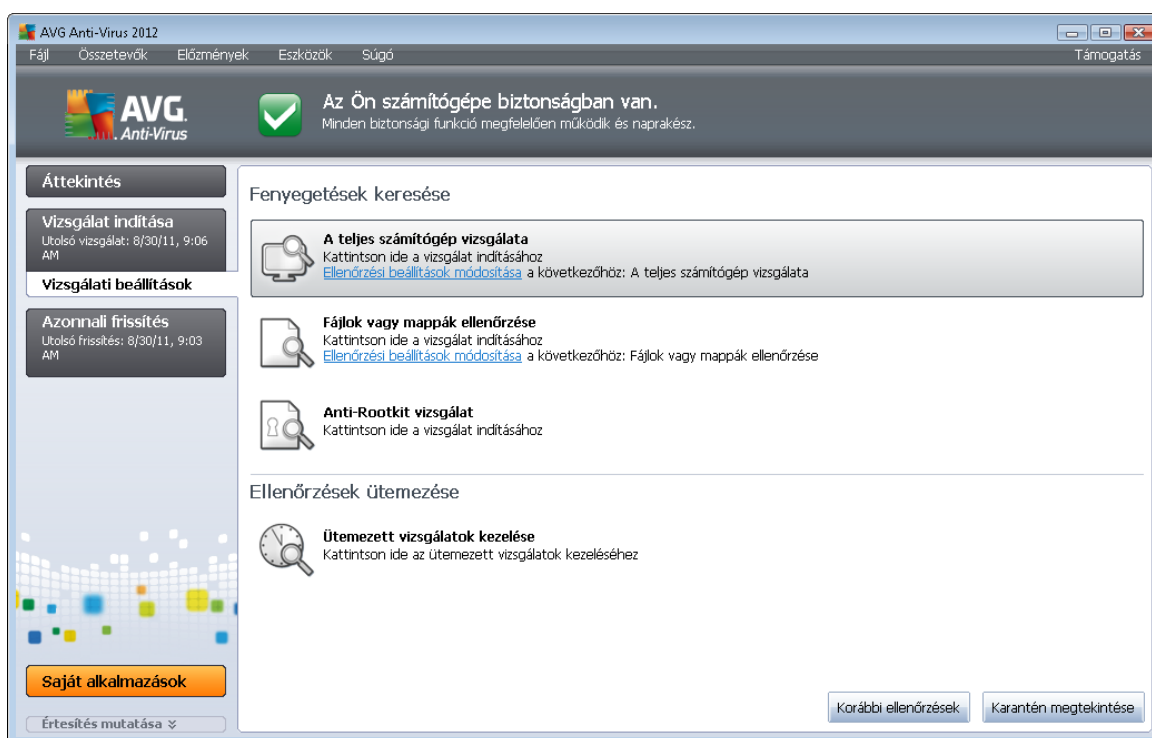 AVG Anti-Virus 2012
Fájl Összetevők Előzmények Eszközök Súgó Támogatás
AVG.
Anti-Virus
Az Ön számítógépe biztonságban van.
Minden biztonsági funkció megfelelően működik és naprakész.
Áttekintés
Vizsgálat indítása
Utolsó vizsgálat: 8/30/11, 9:06
AM
Vizsgálati beállítások
Azonnali frissítés
Utolsó frissítés: 8/30/11, 9:03
AM
Fenyegetések keresése
A teljes számítógép vizsgálata
Kattintson ide a vizsgálat indításához
Ellenőrzési beállítások módosítása a következőhöz: A teljes számítógép vizsgálata
Fájlok vagy mappák ellenőrzése
Kattintson ide a vizsgálat indításához
Ellenőrzési beállítások módosítása a következőhöz: Fájlok vagy mappák ellenőrzése
Anti-Rootkit vizsgálat
Kattintson ide a vizsgálat indításához
Ellenőrzések ütemezése
Ütemezett vizsgálatok kezelése
Kattintson ide az ütemezett vizsgálatok kezeléséhez
Saját alkalmazások
Értesítés mutatása
Korábbi ellenőrzések
Karantén megtekintése